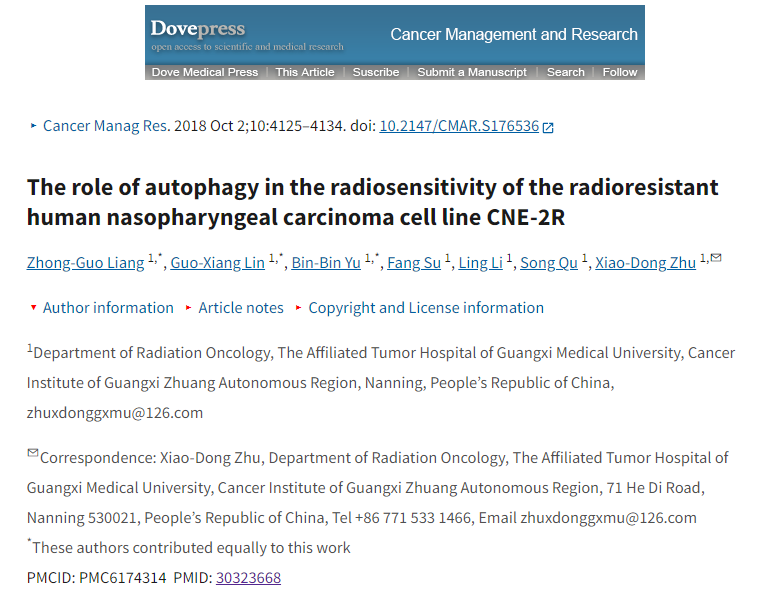 Dovepress
open access to scientific and medical research
Cancer Management and Research
Dove Medical Press | This Article | Suscribe | Submit a Manuscript | Search | Follow
Cancer Manag Res. 2018 Oct 2;10:4125–4134. doi: 10.2147/CMAR.S176536
The role of autophagy in the radiosensitivity of the radioresistant
human nasopharyngeal carcinoma cell line CNE-2R
Zhong-Guo Liang 1,*, Guo-Xiang Lin 1,*, Bin-Bin Yu 1,*, Fang Su 1, Ling Li 1, Song Qu 1, Xiao-Dong Zhu 1,✉
Author information Article notes Copyright and License information
1Department of Radiation Oncology, The Affiliated Tumor Hospital of Guangxi Medical University, Cancer
Institute of Guangxi Zhuang Autonomous Region, Nanning, People’s Republic of China,
zhuxdonggxmu@126.com
✉Correspondence: Xiao-Dong Zhu, Department of Radiation Oncology, The Affiliated Tumor Hospital of
Guangxi Medical University, Cancer Institute of Guangxi Zhuang Autonomous Region, 71 He Di Road,
Nanning 530021, People’s Republic of China, Tel +86 771 533 1466, Email zhuxdonggxmu@126.com
*These authors contributed equally to this work
PMCID: PMC6174314 PMID: 30323668